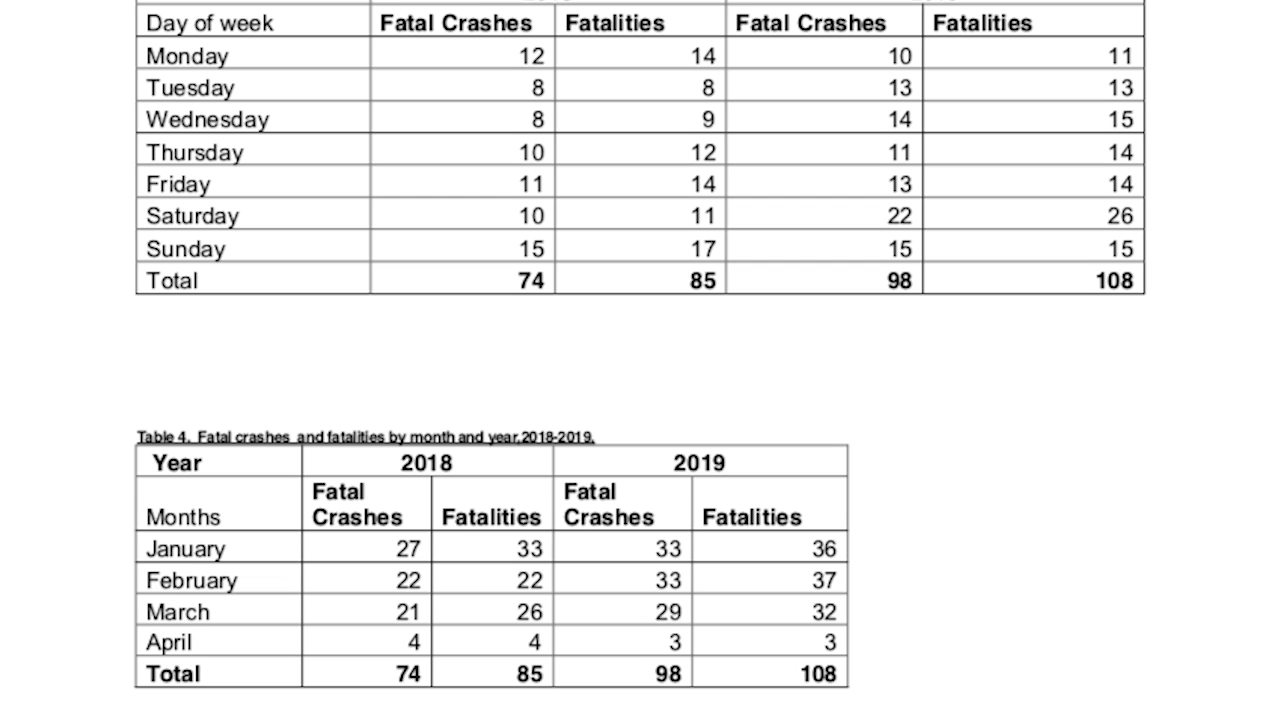 Day of week Fatal Crashes Fatalities Fatal Crashes Fatalities
Monday 12 14 10 11
Tuesday 8 8 13 13
Wednesday 8 9 14 15
Thursday 10 12 11 14
Friday 11 14 13 14
Saturday 10 11 22 26
Sunday 15 17 15 15
Total 74 85 98 108
Table 4. Fatal crashes and fatalities by month and year,2018-2019.
Year 2018 2019
Months Fatal Crashes Fatalities Fatal Crashes Fatalities
January 27 33 33 36
February 22 22 33 37
March 21 26 29 32
April 4 4 3 3
Total 74 85 98 108